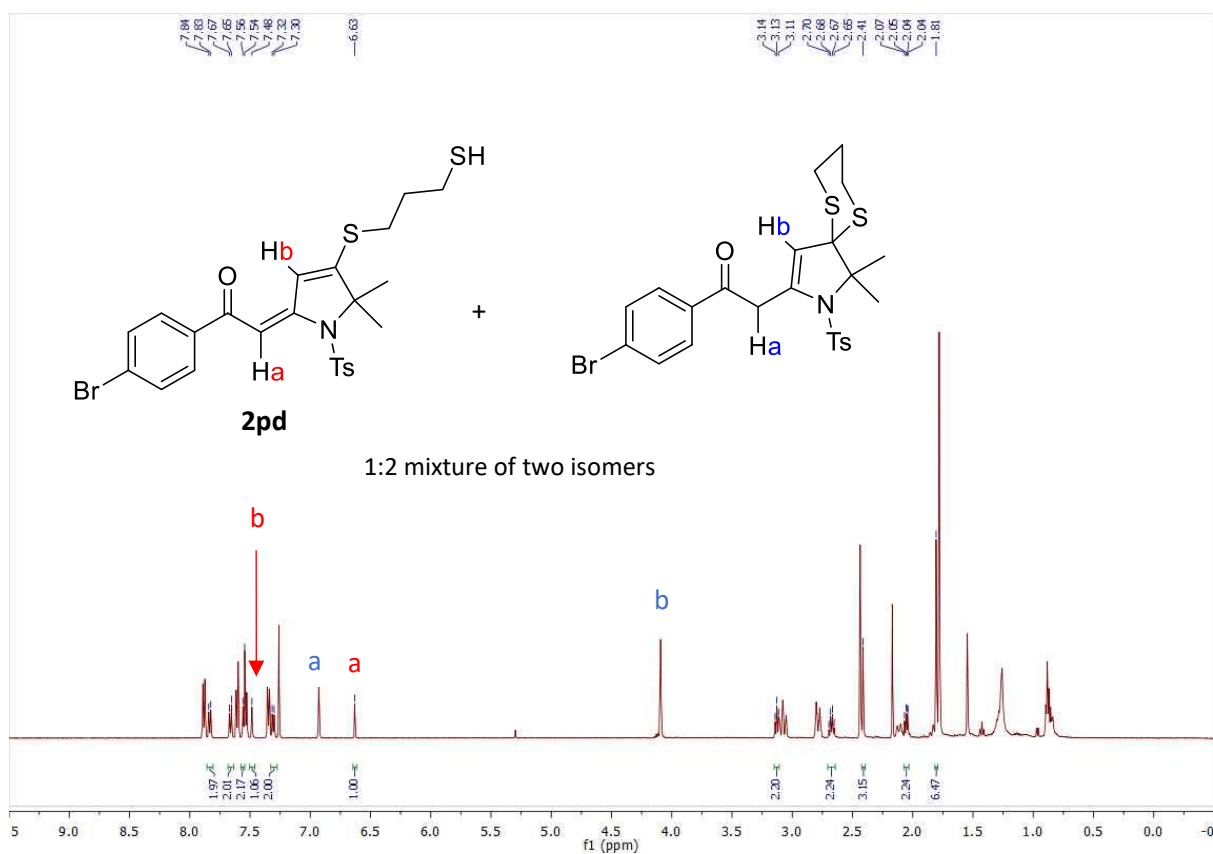 7.84
7.83
7.67
7.65
7.56
7.54
7.48
7.32
7.30
6.63
3.14
3.13
3.11
2.70
2.68
2.67
2.65
2.41
2.07
2.05
2.04
2.04
1.81
SH
S
S
S
Hb
Hb
O
O
N
N
+
Ha
Ts
Ha
Ts
Br
Br
2pd
1:2 mixture of two isomers
b
b
a
a
1.97
2.01
2.17
1.06
2.00
1.00
2.20
2.24
3.15
2.24
6.47
5 9.0 8.5 8.0 7.5 7.0 6.5 6.0 5.5 5.0 4.5 4.0 3.5 3.0 2.5 2.0 1.5 1.0 0.5 0.0 -0
f1 (ppm)